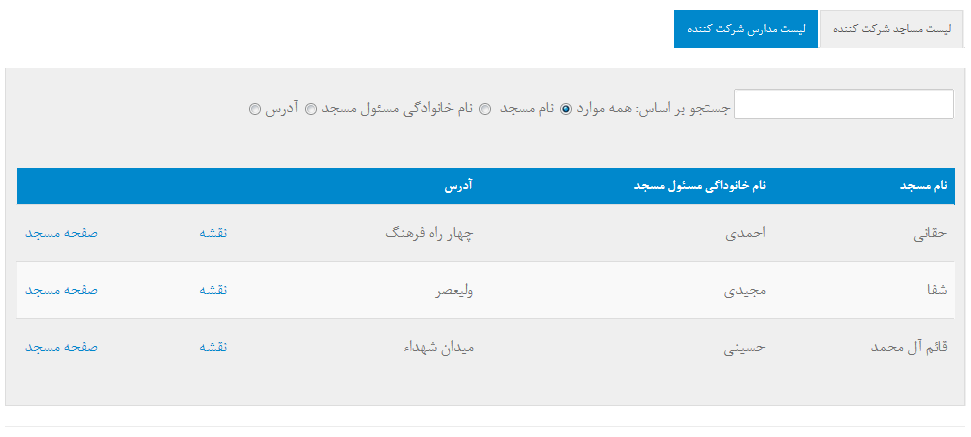 لیست مساجد شرکت کننده لیست مدارس شرکت کننده
جستجو بر اساس: همه موارد نام مسجد نام خانوادگی مسئول مسجد آدرس
نام مسجد نام خانوداگی مسئول مسجد آدرس
حقانی احمدی چهار راه فرهنگ نقشه صفحه مسجد
شفا مجیدی ولیعصر نقشه صفحه مسجد
قائم آل محمد حسینی میدان شهداء نقشه صفحه مسجد